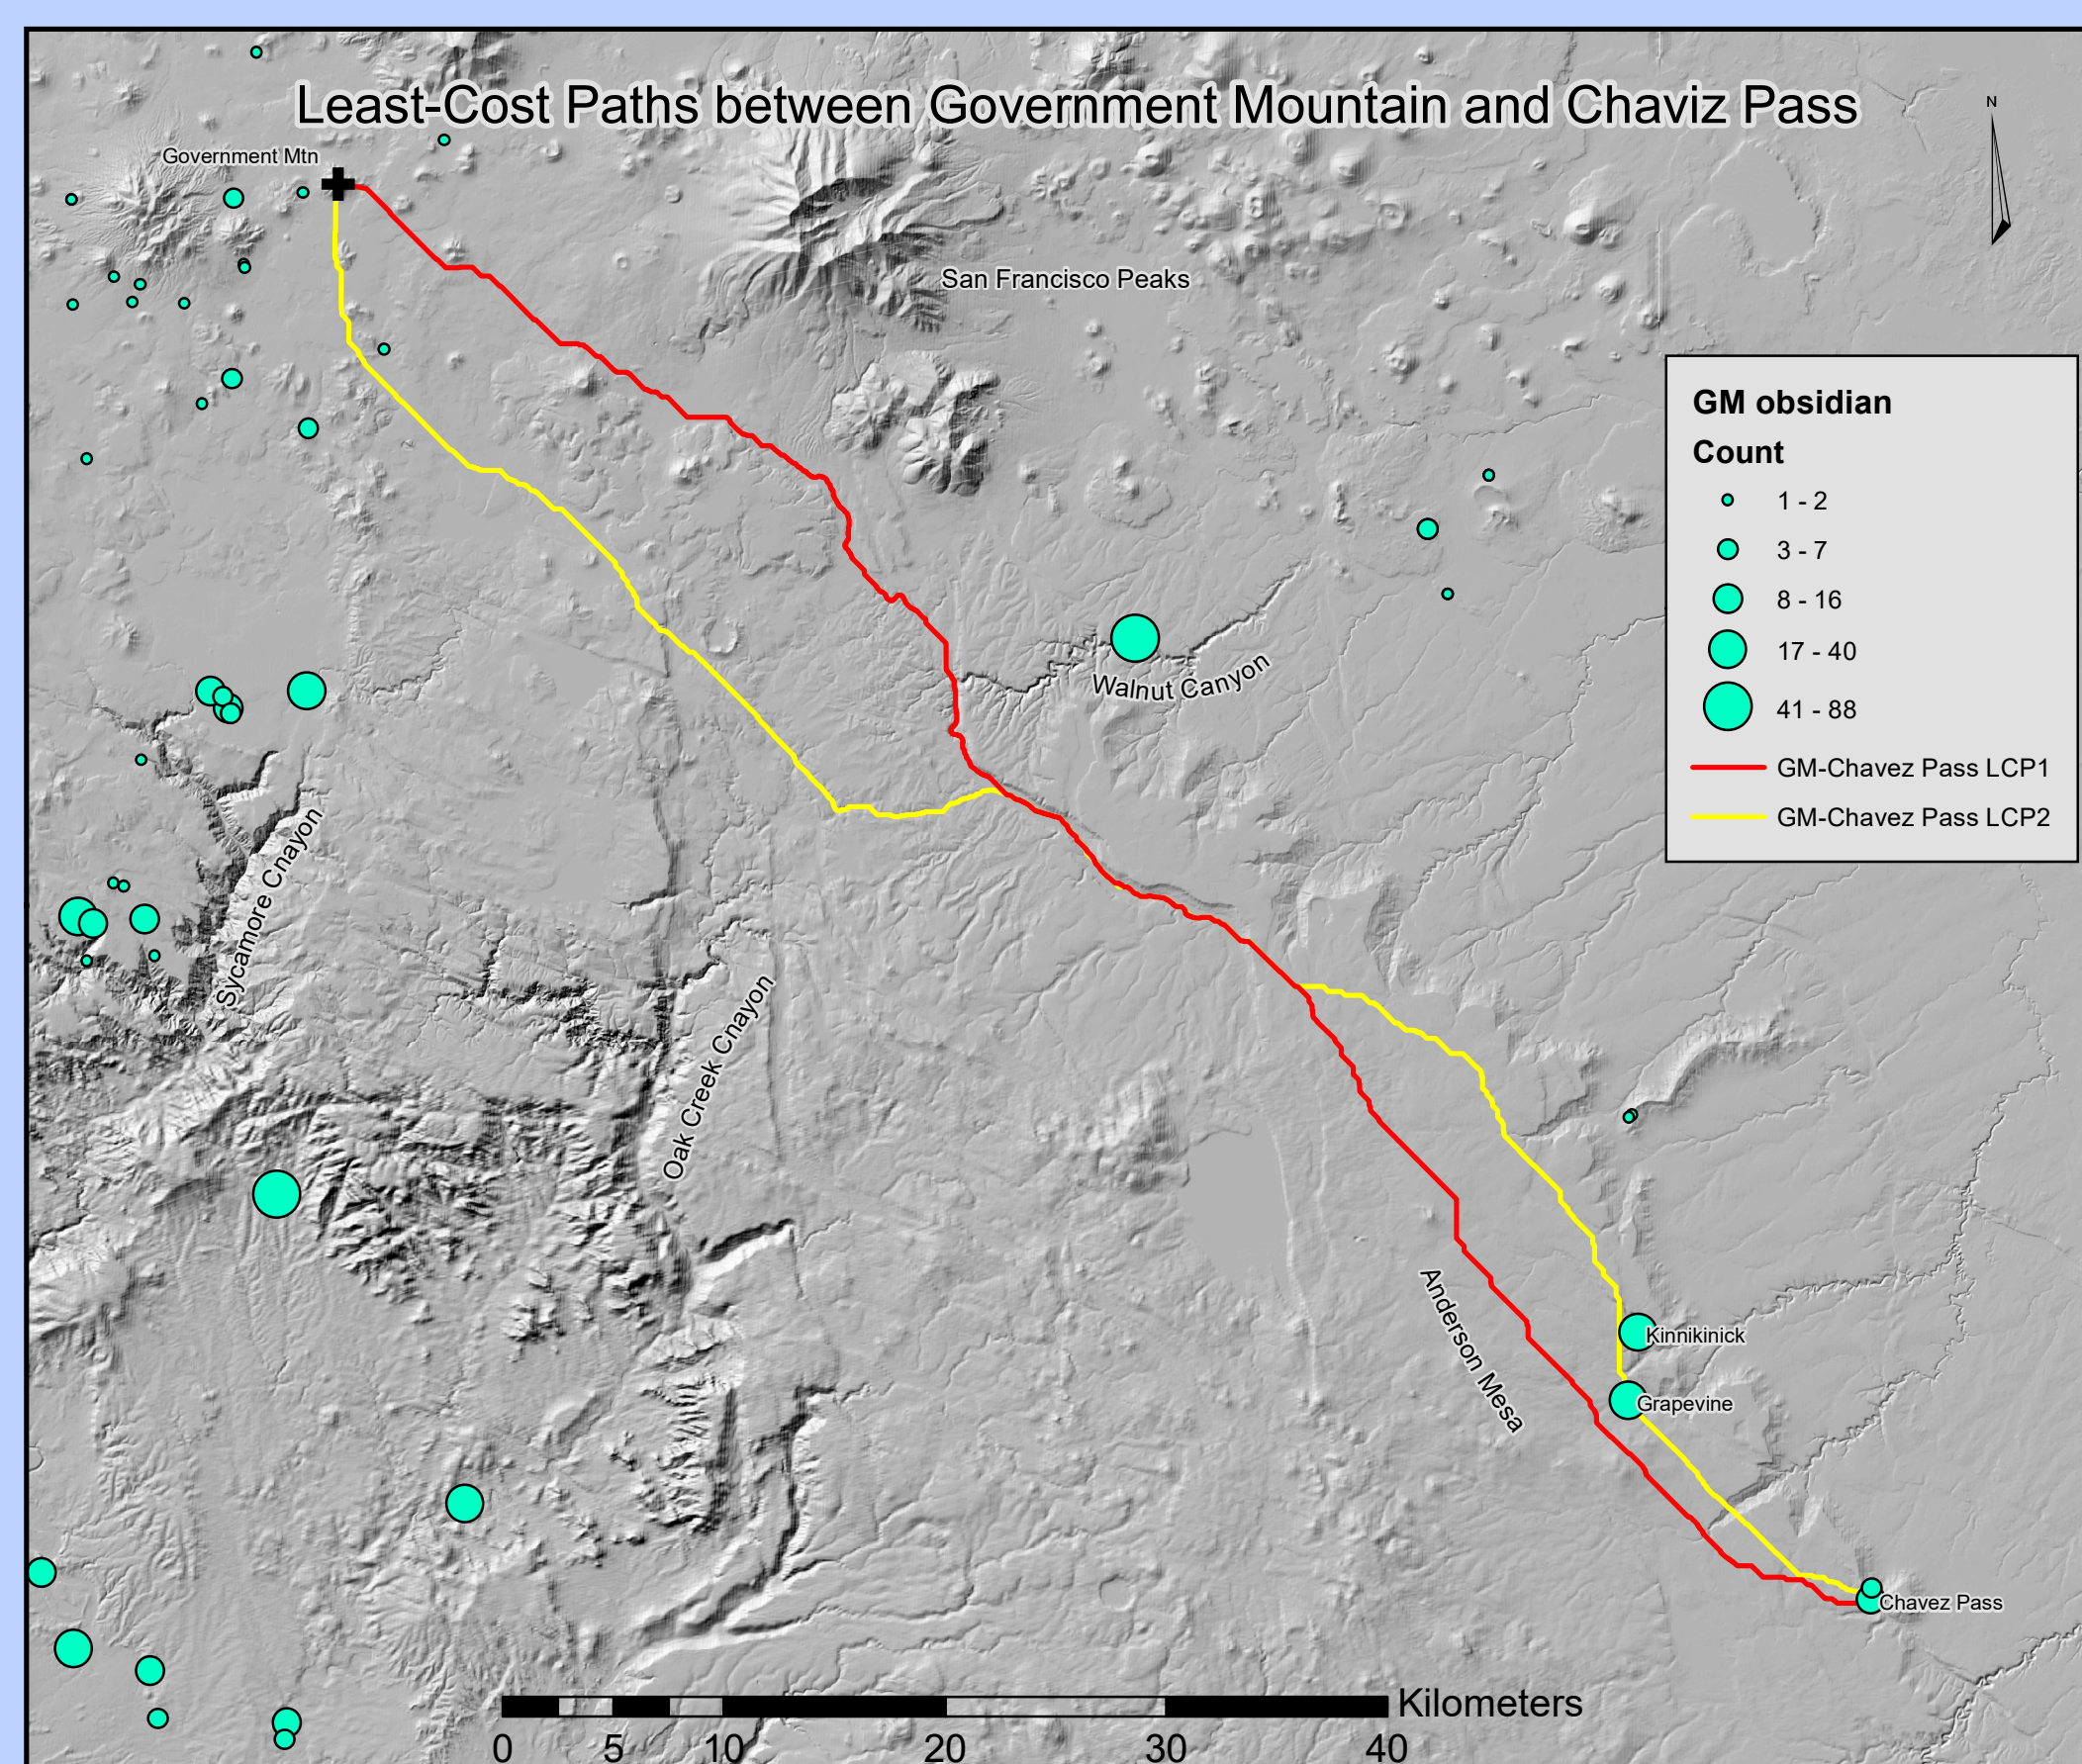 Least-Cost Paths between Government Mountain and Chaviz Pass
N
Government Mtn
San Francisco Peaks
GM obsidian
Count
1 - 2
3 - 7
8 - 16
17 - 40
41 - 88
GM-Chavez Pass LCP1
GM-Chavez Pass LCP2
Walnut Canyon
Sycamore Cnayon
Oak Creek Cnayon
Anderson Mesa
Kinnikinick
Grapevine
Chavez Pass
Kilometers
0 5 10 20 30 40